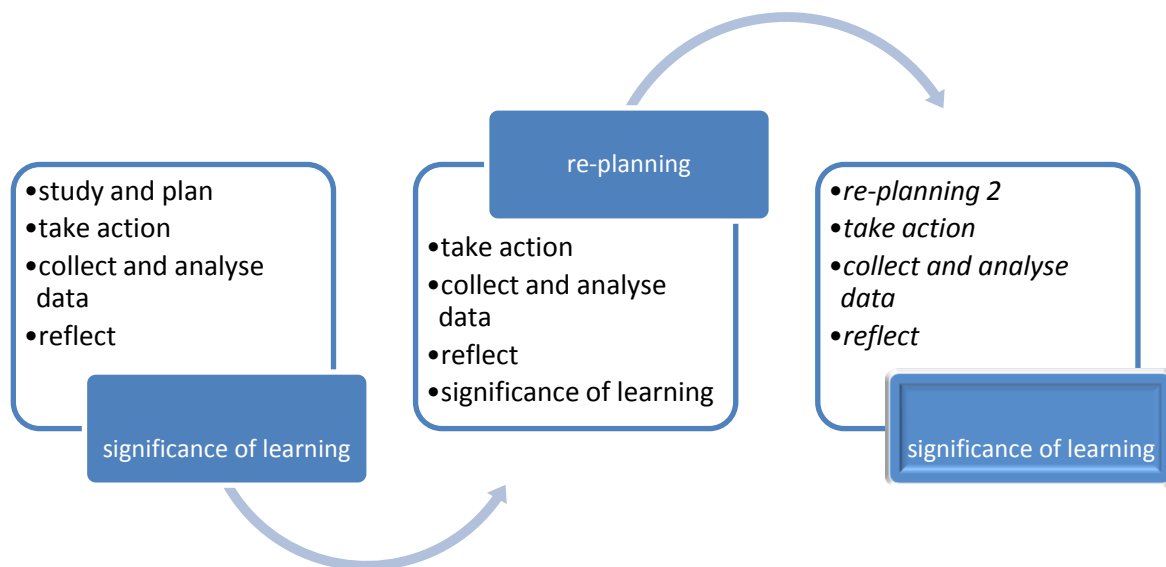 •study and plan
•take action
•collect and analyse
data
•reflect
significance of learning
re-planning
•take action
•collect and analyse
data
•reflect
•significance of learning
•re-planning 2
•take action
•collect and analyse
data
•reflect
significance of learning